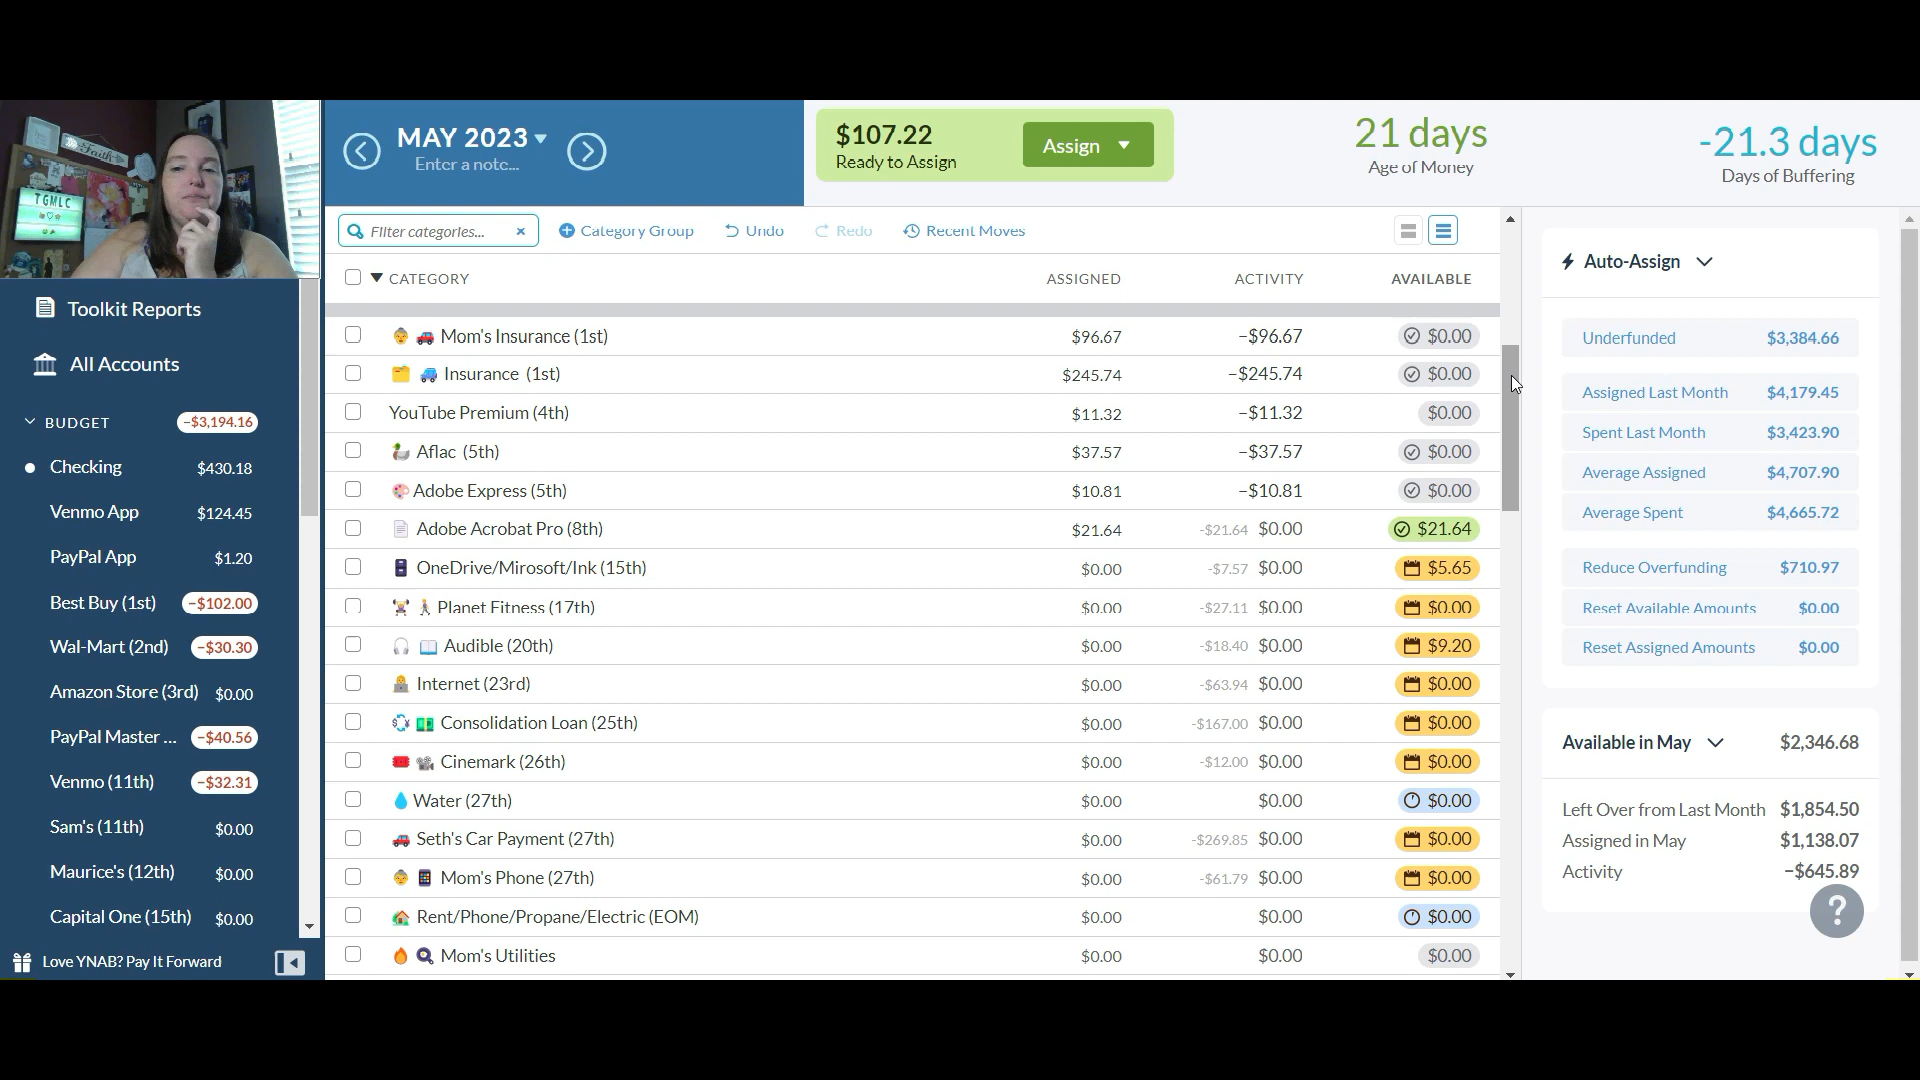 Faith
TGMLC
MAY 2023
Enter a note...
$107.22
Ready to Assign
Assign
21 days
Age of Money
-21.3 days
Days of Buffering
Toolkit Reports
All Accounts
BUDGET −$3,194.16
Checking $430.18
Venmo App $124.45
PayPal App $1.20
Best Buy (1st) −$102.00
Wal-Mart (2nd) −$30.30
Amazon Store (3rd) $0.00
PayPal Master ... −$40.56
Venmo (11th) −$32.31
Sam's (11th) $0.00
Maurice's (12th) $0.00
Capital One (15th) $0.00
Love YNAB? Pay It Forward
Filter categories...
Category Group
Undo
Redo
Recent Moves
CATEGORY ASSIGNED ACTIVITY AVAILABLE
Mom's Insurance (1st) $96.67 −$96.67 $0.00
Insurance (1st) $245.74 −$245.74 $0.00
YouTube Premium (4th) $11.32 −$11.32 $0.00
Aflac (5th) $37.57 −$37.57 $0.00
Adobe Express (5th) $10.81 −$10.81 $0.00
Adobe Acrobat Pro (8th) $21.64 -$21.64 $0.00 $21.64
OneDrive/Mirosoft/Ink (15th) $0.00 -$7.57 $0.00 $5.65
Planet Fitness (17th) $0.00 -$27.11 $0.00 $0.00
Audible (20th) $0.00 -$18.40 $0.00 $9.20
Internet (23rd) $0.00 -$63.94 $0.00 $0.00
Consolidation Loan (25th) $0.00 -$167.00 $0.00 $0.00
Cinemark (26th) $0.00 -$12.00 $0.00 $0.00
Water (27th) $0.00 $0.00 $0.00
Seth's Car Payment (27th) $0.00 -$269.85 $0.00 $0.00
Mom's Phone (27th) $0.00 -$61.79 $0.00 $0.00
Rent/Phone/Propane/Electric (EOM) $0.00 $0.00 $0.00
Mom's Utilities $0.00 $0.00 $0.00
Auto-Assign
Underfunded $3,384.66
Assigned Last Month $4,179.45
Spent Last Month $3,423.90
Average Assigned $4,707.90
Average Spent $4,665.72
Reduce Overfunding $710.97
Reset Available Amounts $0.00
Reset Assigned Amounts $0.00
Available in May $2,346.68
Left Over from Last Month $1,854.50
Assigned in May $1,138.07
Activity −$645.89
?